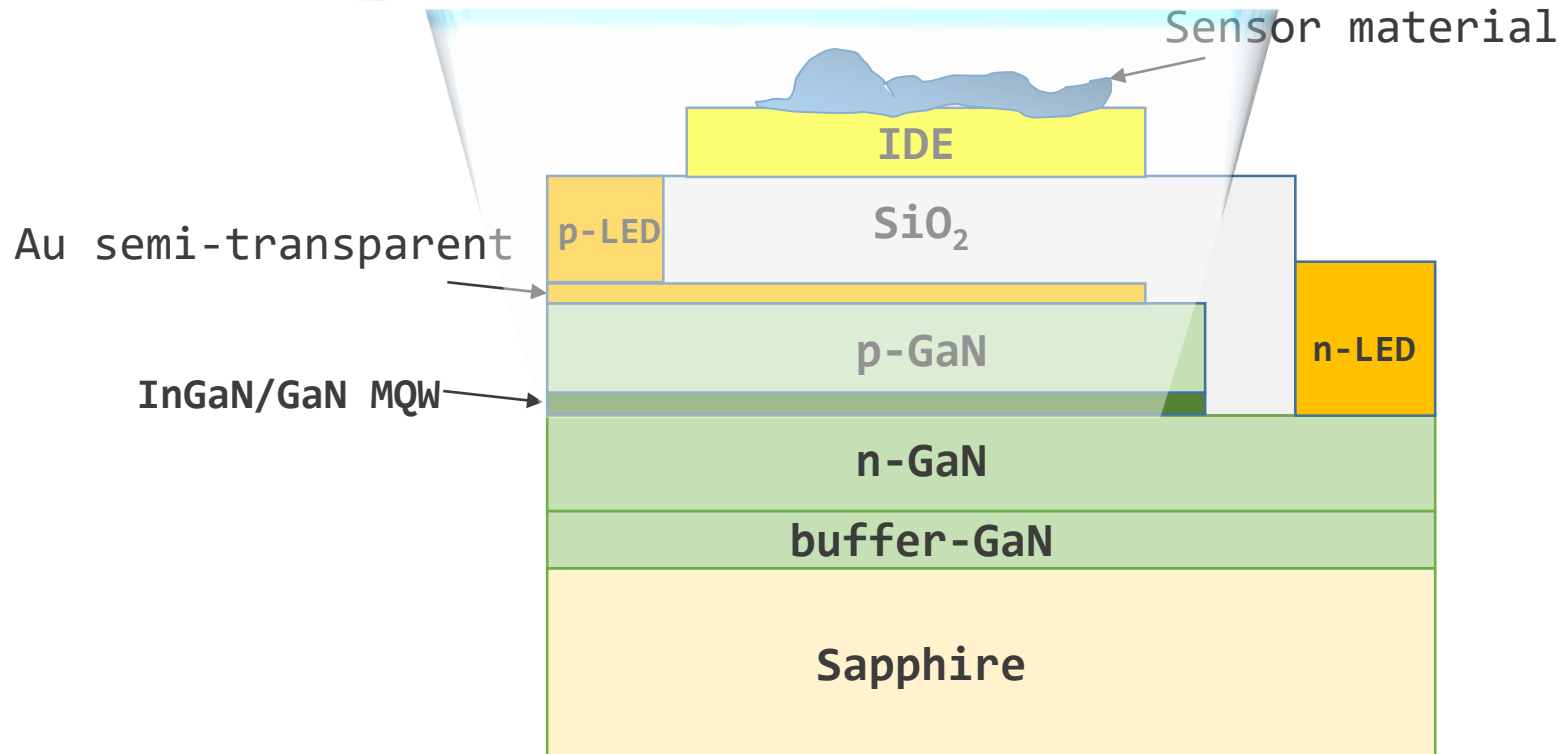 Sensor material
IDE
SiO₂
p-LED
Au semi-transparent
p-GaN
n-LED
InGaN/GaN MQW
n-GaN
buffer-GaN
Sapphire